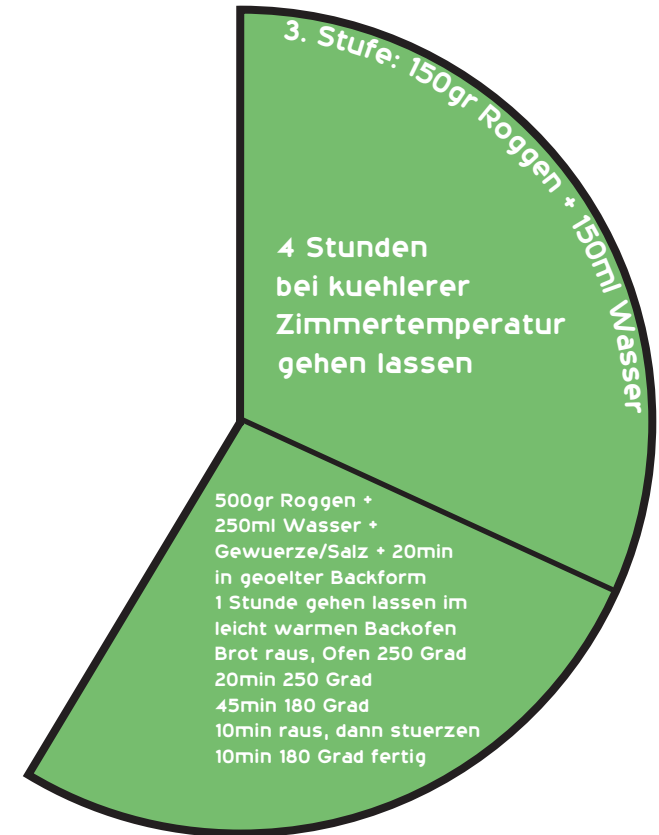 3. Stufe: 150gr Roggen + 150ml Wasser
4 Stunden
bei kuehlerer
Zimmertemperatur
gehen lassen
500gr Roggen +
250ml Wasser +
Gewuerze/Salz + 20min
in geoelter Backform
1 Stunde gehen lassen im
leicht warmen Backofen
Brot raus, Ofen 250 Grad
20min 250 Grad
45min 180 Grad
10min raus, dann stuerzen
10min 180 Grad fertig